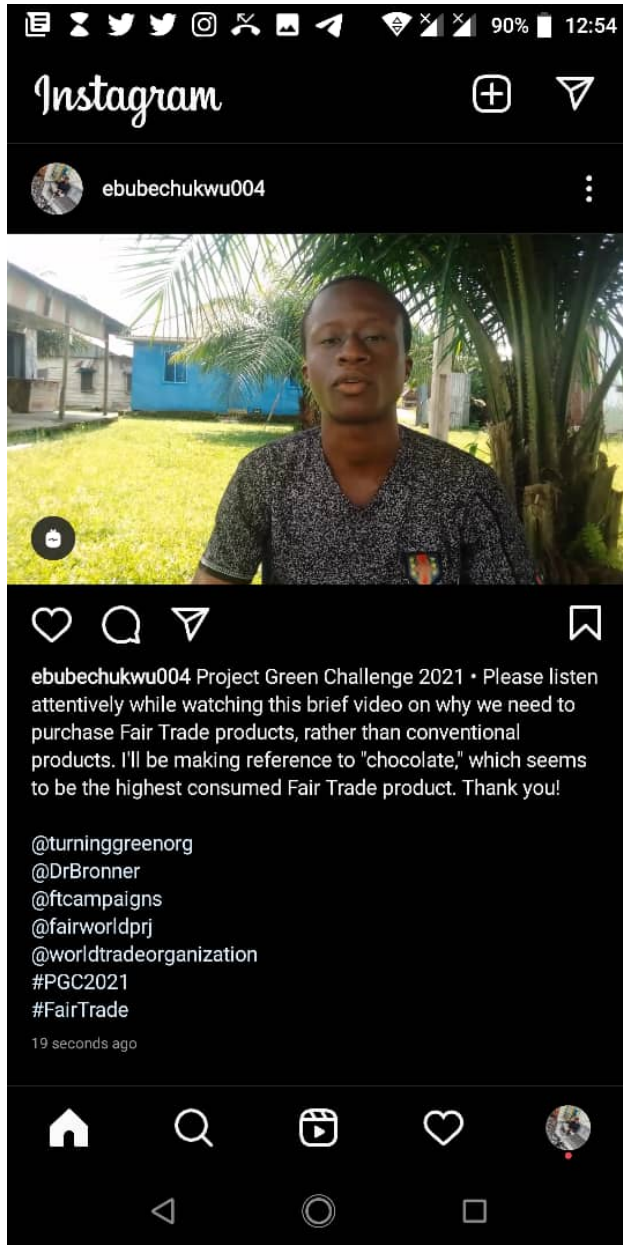 90% 12:54
Instagram
ebubechukwu004
ebubechukwu004 Project Green Challenge 2021 • Please listen
attentively while watching this brief video on why we need to
purchase Fair Trade products, rather than conventional
products. I'll be making reference to "chocolate," which seems
to be the highest consumed Fair Trade product. Thank you!
@turninggreenorg
@DrBronner
@ftcampaigns
@fairworldprj
@worldtradeorganization
#PGC2021
#FairTrade
19 seconds ago